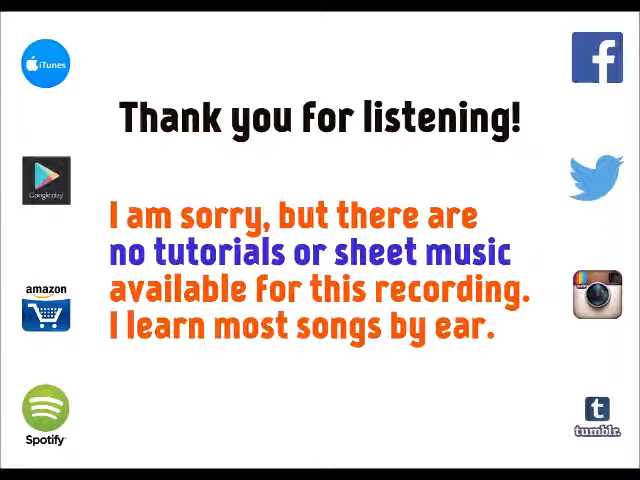 iTunes
Thank you for listening!
Google play
I am sorry, but there are
no tutorials or sheet music
available for this recording.
I learn most songs by ear.
amazon
Spotify
t
tumblr.